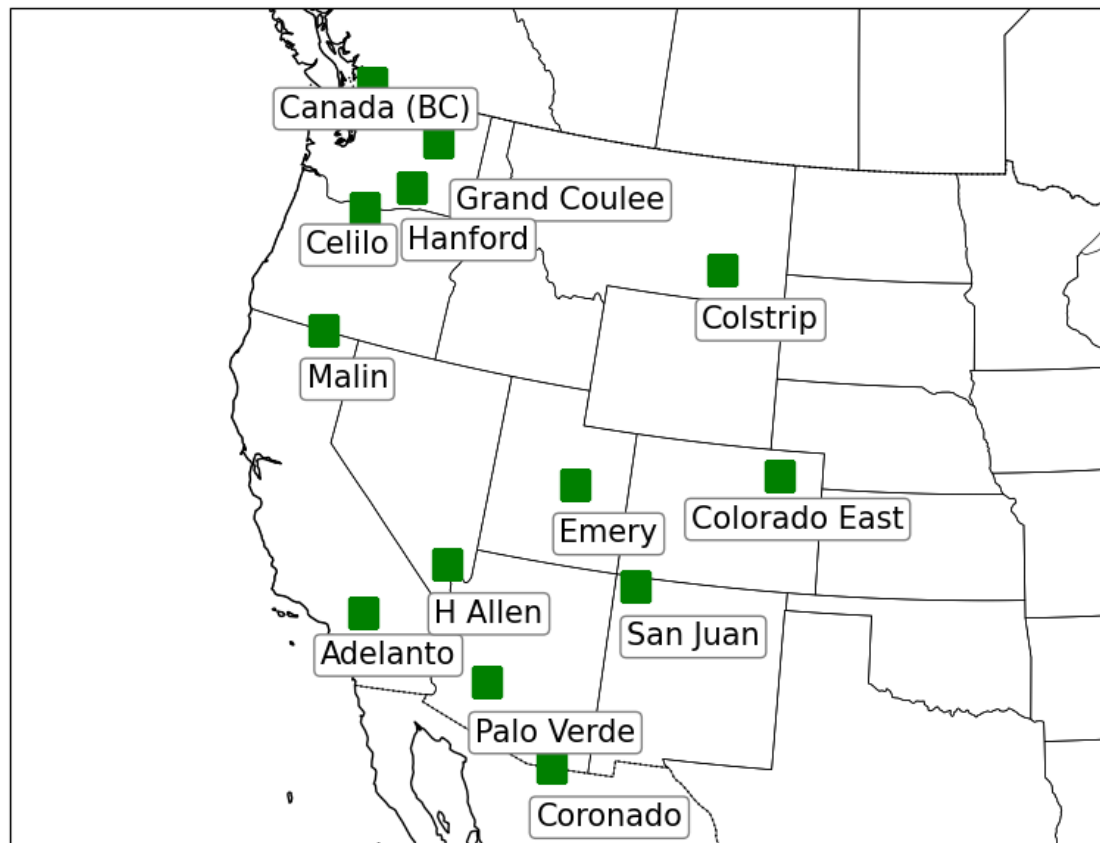 Canada (BC)
Grand Coulee
Hanford
Celilo
Colstrip
Malin
Colorado East
Emery
H Allen
San Juan
Adelanto
Palo Verde
Coronado